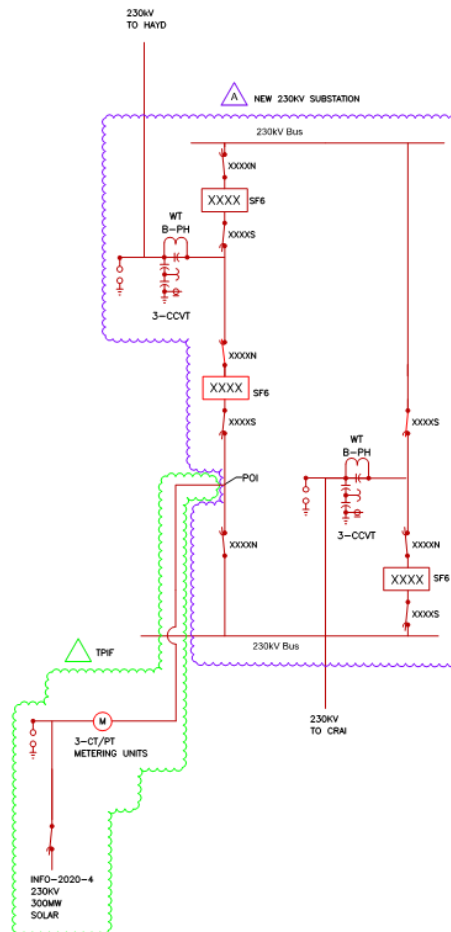 230kV
TO HAYD
A
NEW 230KV SUBSTATION
230kV Bus
XXXXN
XXXX
SF6
XXXXS
WT
B-PH
3-CCVT
XXXXN
XXXX
SF6
XXXXS
POI
WT
B-PH
XXXXS
3-CCVT
XXXXN
XXXXN
XXXX
SF6
XXXXS
230kV Bus
TPIF
M
3-CT/PT
METERING UNITS
230KV
TO CRAI
INFO-2020-4
230KV
300MW
SOLAR